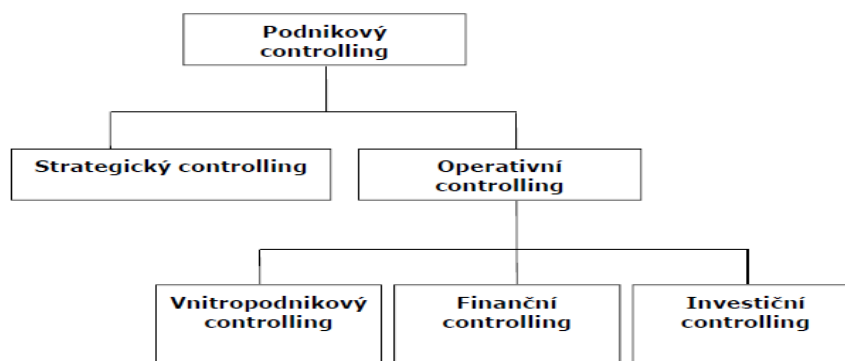 Podnikový
controlling
Strategický controlling
Operativní
controlling
Vnitropodnikový
controlling
Finanční
controlling
Investiční
controlling